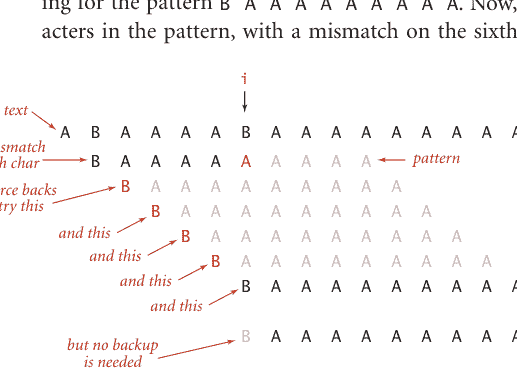 ing for the pattern B A A A A A A A A A. Now,
acters in the pattern, with a mismatch on the sixth
i
text
A B A A A A B A A A A A A A A A
smatch
h char
B A A A A A A A A A
pattern
rce backs
try this
B A A A A A A A A A
and this
B A A A A A A A A A
and this
B A A A A A A A A A
and this
B A A A A A A A A A
and this
B A A A A A A A A A
but no backup
is needed
B A A A A A A A A A